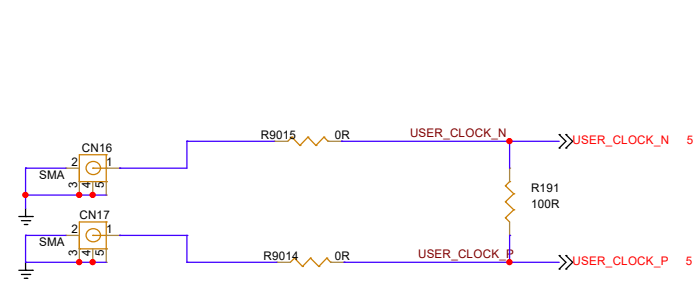 R9015 0R USER_CLOCK_N USER_CLOCK_N 5
CN16
2 1
SMA
3 4 5
R191
100R
CN17
2 1
SMA
3 4 5
R9014 0R USER_CLOCK_P USER_CLOCK_P 5